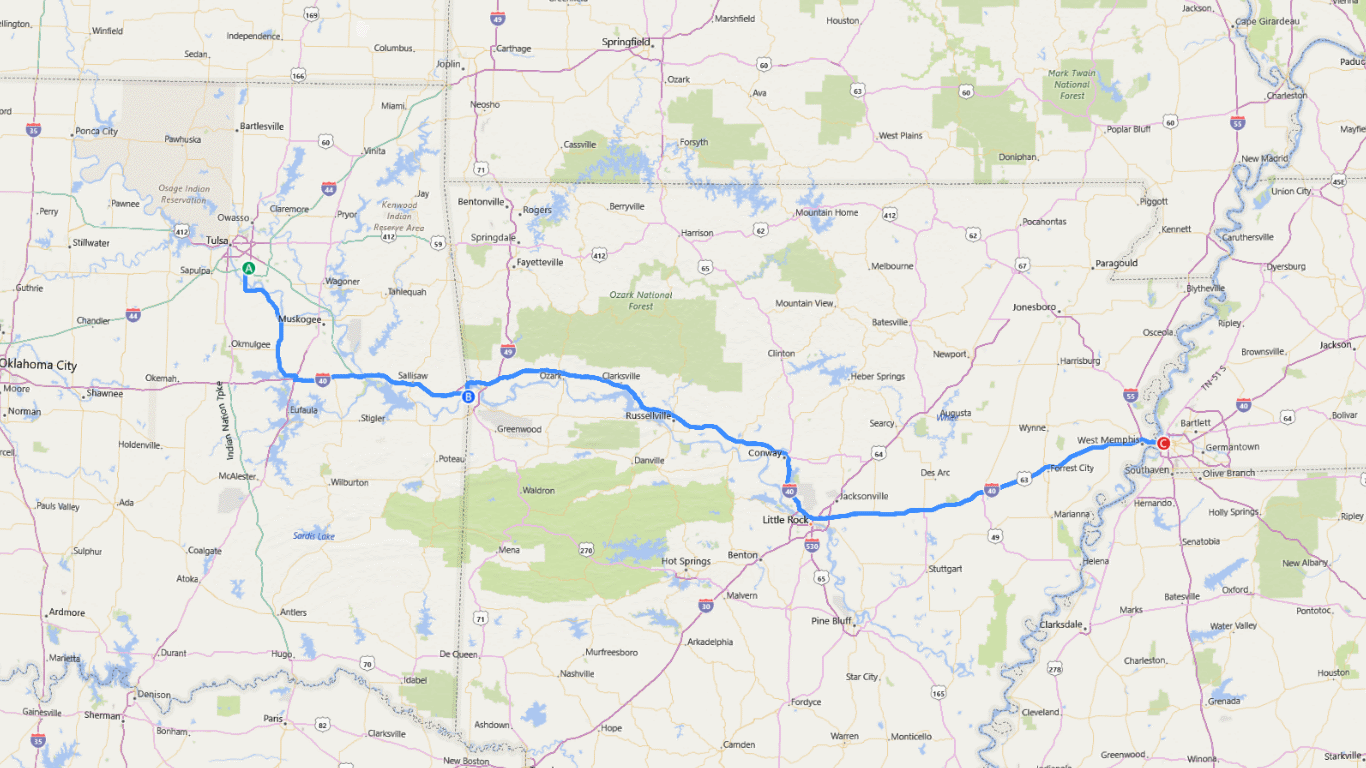 169
49
Marshfield
Houston
Jackson
Cape Girardeau
Winfield
Independence
Springfield
Columbus
Carthage
Sedan
Joplin
60
Paduc
166
Ozark
Mark Twain
National
Forest
Ava
63
60
Charleston
Miami
Neosho
35
Ponca City
Bartlesville
60
55
Poplar Bluff
Mayfie
Pawhuska
60
Cassville
Forsyth
West Plains
Vinita
Doniphan
New Madrid
71
Osage Indian
Reservation
44
Jay
45E
Union City
Pawnee
Claremore
Pryor
Kenwood
Indian
Reserve Area
Bentonville
Rogers
Berryville
Mountain Home
412
Piggott
Perry
Owasso
Pocahontas
Stillwater
412
Tulsa
412
59
Springdale
Harrison
62
62
Kennett
Caruthersville
Sapulpa
A
Fayetteville
412
65
Melbourne
67
Paragould
Dyersburg
Guthrie
Wagoner
Tahlequah
Ozark National
Forest
Mountain View
Jonesboro
Blytheville
Chandler
44
Muskogee
Batesville
Osceola
Ripley
Okmulgee
49
Clinton
Newport
Harrisburg
Brownsville
Jackson
Oklahoma City
Okemah
40
Sallisaw
Ozark
Clarksville
Heber Springs
TN-51 S
Moore
Shawnee
B
55
40
Norman
Eufaula
Stigler
Russellville
Augusta
64
Bolivar
Indian Nation Tpke
Greenwood
Searcy
White
Wynne
Bartlett
Holdenville
Conway
64
West Memphis
C
Germantown
Poteau
Danville
Des Arc
Forrest City
Southaven
Olive Branch
McAlester
Wilburton
Waldron
40
Jacksonville
40
63
Ada
Hernando
Holly Springs
Ripley
Pauls Valley
Little Rock
Marianna
Sardis Lake
49
Sulphur
Coalgate
Mena
270
530
Senatobia
Hot Springs
Benton
Helena
New Albany
Atoka
65
Stuttgart
Oxford
Malvern
Batesville
Ardmore
Antlers
71
30
Pine Bluff
Marks
Pontotoc
Arkadelphia
Clarksdale
Water Valley
Marietta
Durant
Hugo
70
De Queen
Murfreesboro
Charleston
278
Houston
Idabel
Nashville
Star City
165
Denison
Grenada
Gainesville
Sherman
Paris
82
Ashdown
Hope
Fordyce
Cleveland
Bonham
Clarksville
Warren
Monticello
35
Camden
Greenwood
Winona
Starkville
New Boston